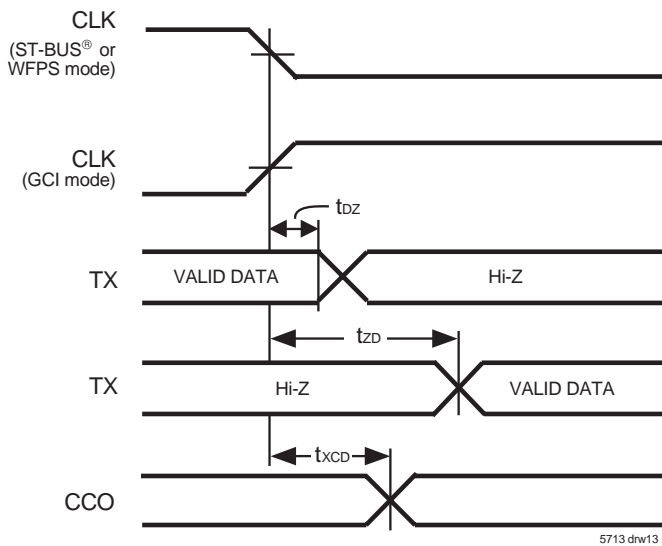 CLK
(ST-BUS® or
WFPS mode)
CLK
(GCI mode)
tDZ
TX
VALID DATA
Hi-Z
tZD
TX
Hi-Z
VALID DATA
tXCD
CCO
5713 drw13